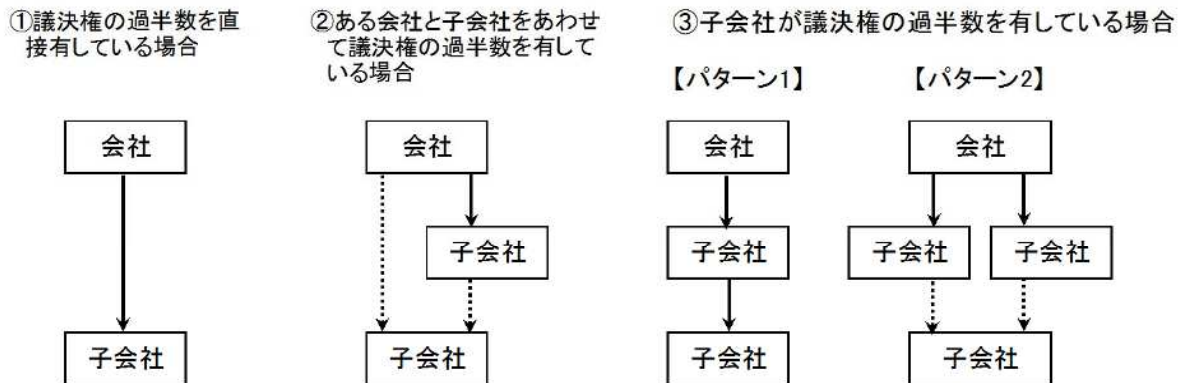 ①議決権の過半数を直
接有している場合
②ある会社と子会社をあわせ
て議決権の過半数を有して
いる場合
③子会社が議決権の過半数を有している場合
【パターン1】
【パターン2】
会社
子会社
会社
子会社
子会社
会社
子会社
子会社
会社
子会社
子会社
子会社